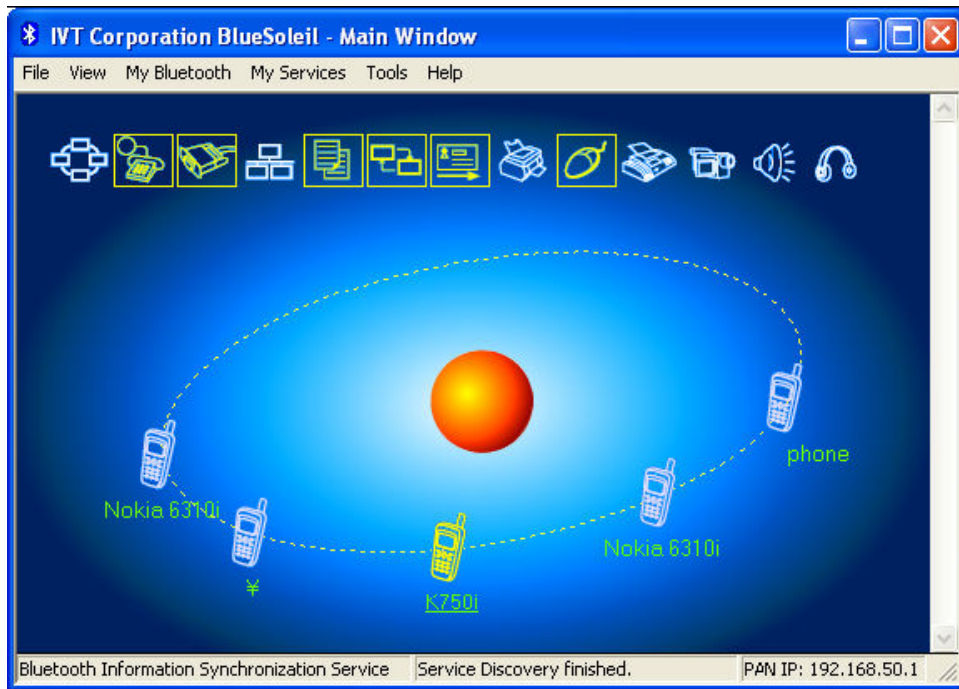 IVT Corporation BlueSoleil - Main Window
File View My Bluetooth My Services Tools Help
phone
Nokia 6310i
Nokia 6310i
¥
K750i
Bluetooth Information Synchronization Service Service Discovery finished. PAN IP: 192.168.50.1